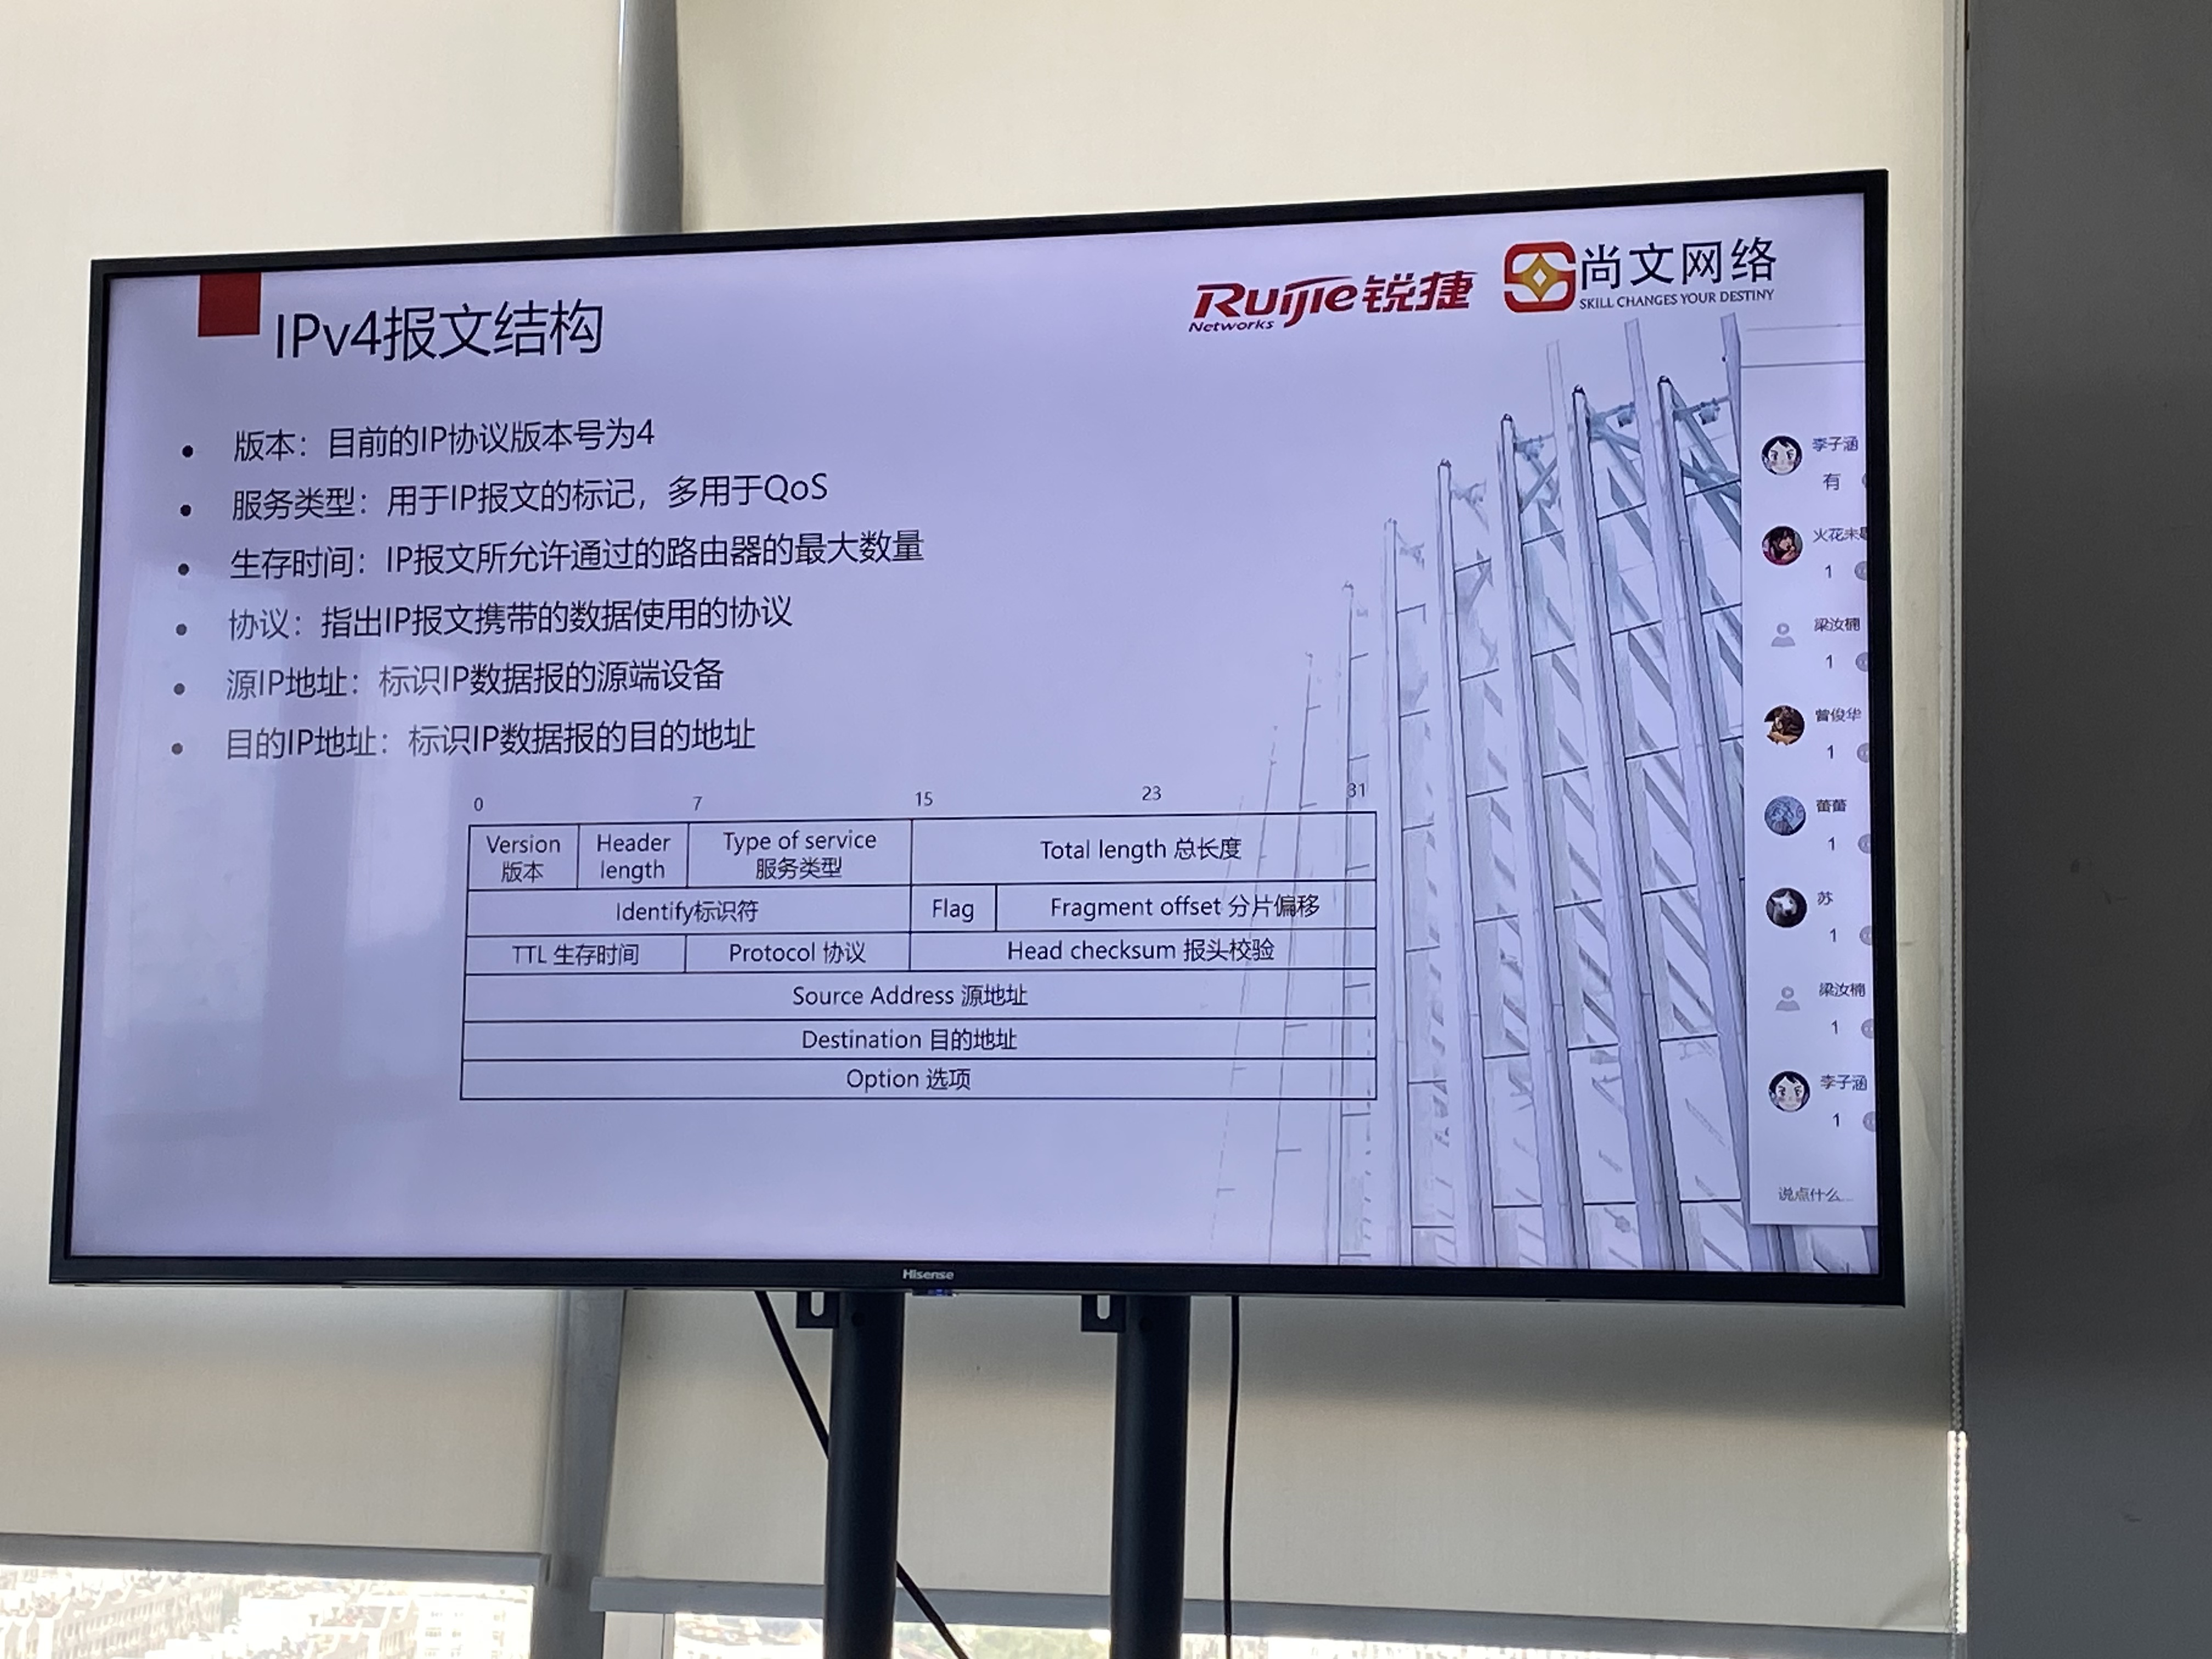 Ruijie 锐捷
Networks
尚文网络
SKILL CHANGES YOUR DESTINY
IPv4报文结构
• 版本：目前的IP协议版本号为4
• 服务类型：用于IP报文的标记，多用于QoS
• 生存时间：IP报文所允许通过的路由器的最大数量
• 协议：指出IP报文携带的数据使用的协议
• 源IP地址：标识IP数据报的源端设备
• 目的IP地址：标识IP数据报的目的地址
0 7 15 23 31
Version
版本
Header
length
Type of service
服务类型
Total length 总长度
Identify标识符
Flag
Fragment offset 分片偏移
TTL 生存时间
Protocol 协议
Head checksum 报头校验
Source Address 源地址
Destination 目的地址
Option 选项
李子涵
有
火花未
1
梁汝楠
1
曾俊华
1
蕾蕾
1
苏
1
梁汝楠
1
李子涵
1
说点什么...
Hisense